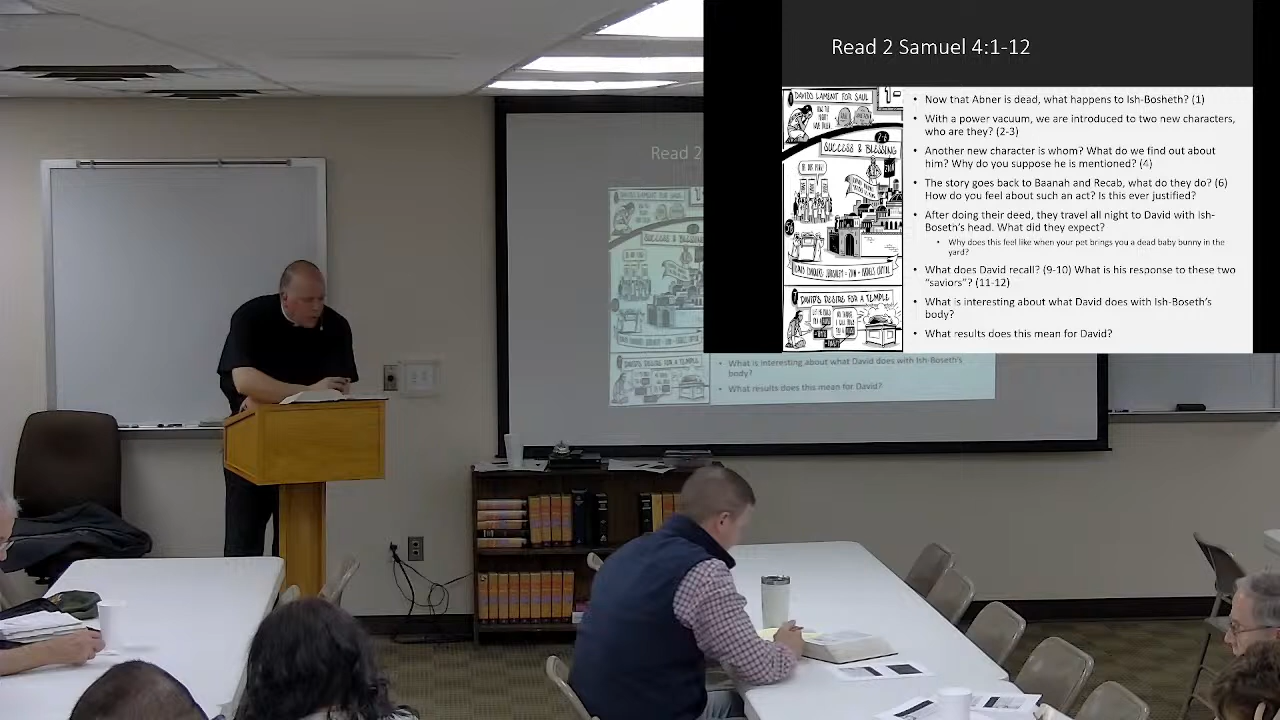 Read 2 Samuel 4:1-12
DAVID'S LAMENT FOR SAUL
SUCCESS & BLESSING
DAVID'S DESIRE FOR A TEMPLE
• Now that Abner is dead, what happens to Ish-Bosheth? (1)
• With a power vacuum, we are introduced to two new characters,
who are they? (2-3)
• Another new character is whom? What do we find out about
him? Why do you suppose he is mentioned? (4)
• The story goes back to Baanah and Recab, what do they do? (6)
How do you feel about such an act? Is this ever justified?
• After doing their deed, they travel all night to David with Ish-
Boseth's head. What did they expect?
• Why does this feel like when your pet brings you a dead baby bunny in the
yard?
• What does David recall? (9-10) What is his response to these two
"saviors"? (11-12)
• What is interesting about what David does with Ish-Boseth's
body?
• What results does this mean for David?
Read 2
SUCCESS & BLESSING
DAVID'S DESIRE FOR A TEMPLE
• What is interesting about what David does with Ish-Boseth's
body?
• What results does this mean for David?